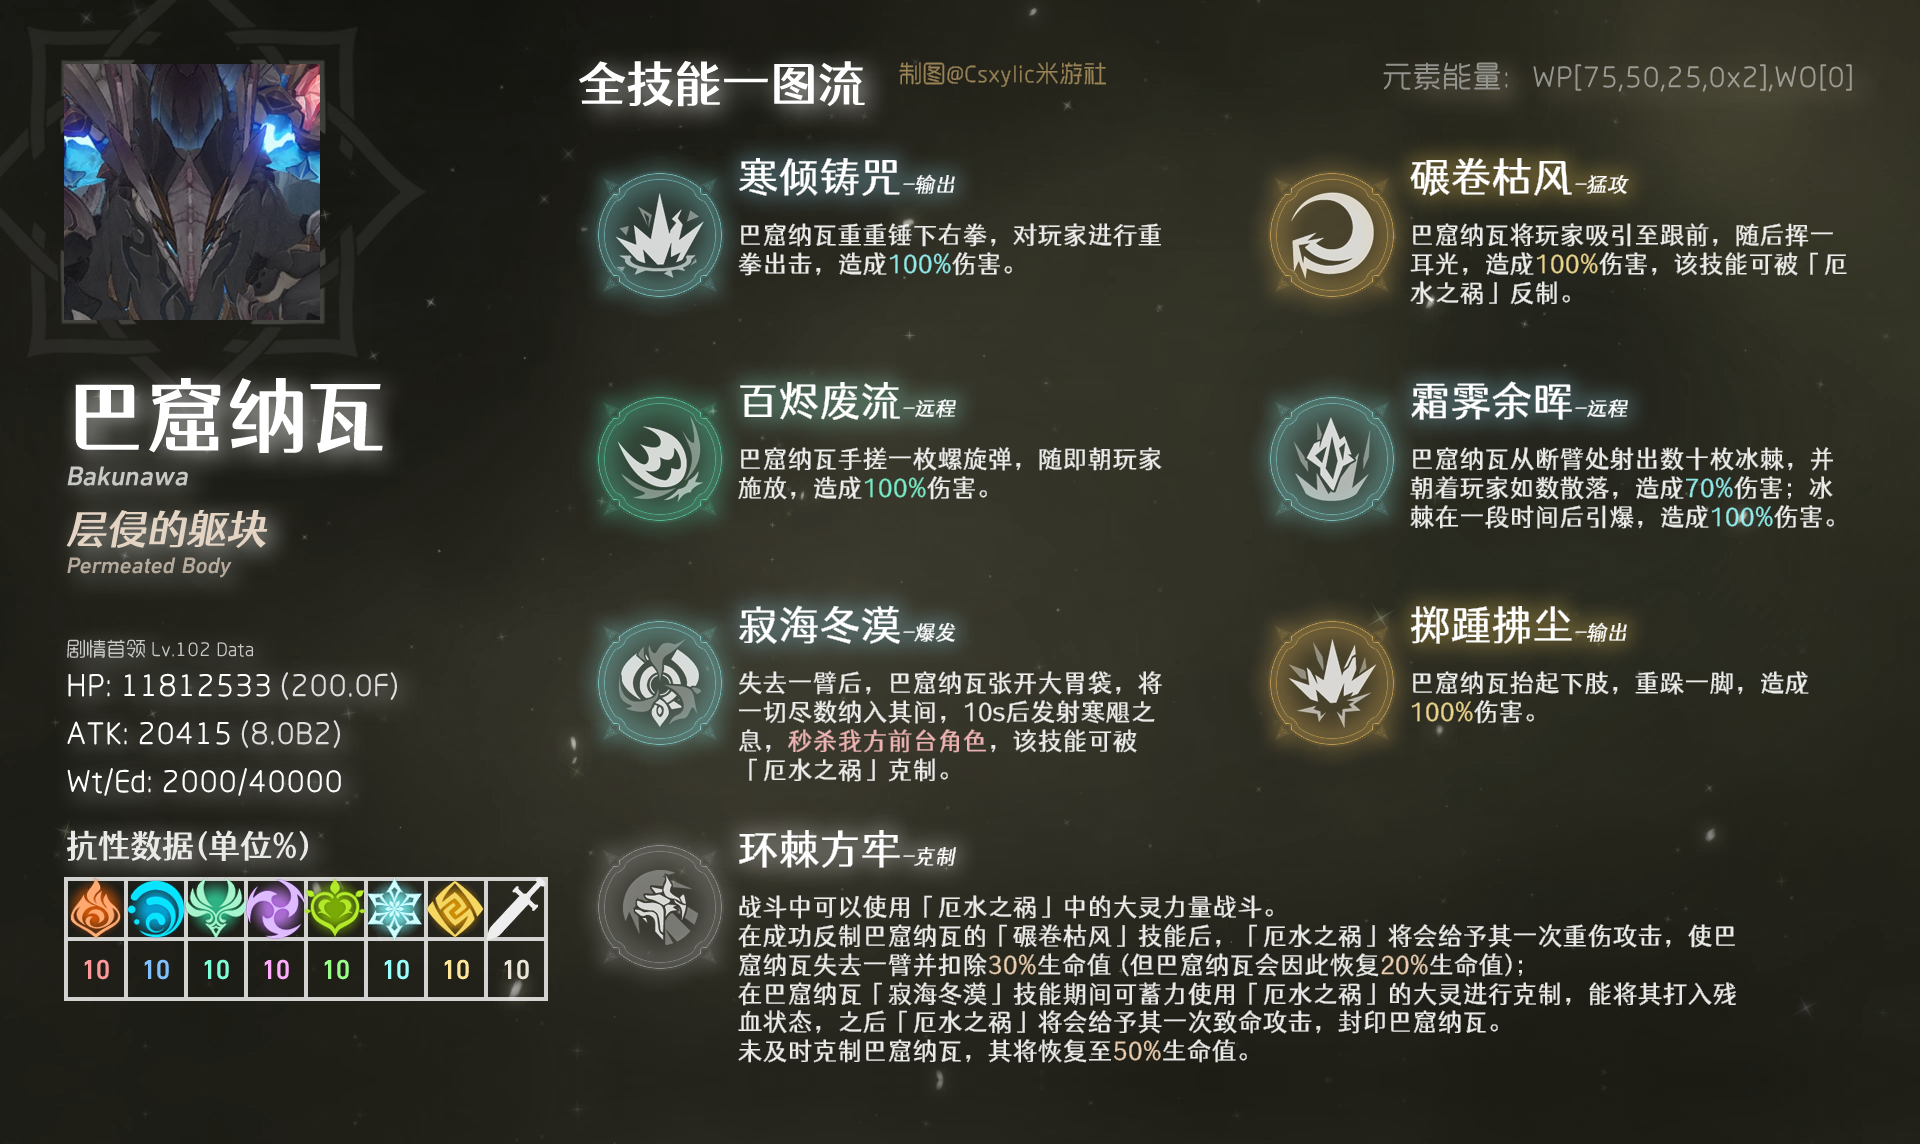 全技能一图流 制图@Csxylic米游社
元素能量: WP[75,50,25,0x2],WO[0]
巴窟纳瓦
Bakunawa
层侵的躯块
Permeated Body
剧情首领 Lv.102 Data
HP: 11812533 (200.0F)
ATK: 20415 (8.0B2)
Wt/Ed: 2000/40000
抗性数据(单位%)
10 10 10 10 10 10 10 10
寒倾铸咒-输出
巴窟纳瓦重重锤下右拳，对玩家进行重
拳出击，造成100%伤害。
碾卷枯风-猛攻
巴窟纳瓦将玩家吸引至跟前，随后挥一
耳光，造成100%伤害，该技能可被「厄
水之祸」反制。
百烬废流-远程
巴窟纳瓦手搓一枚螺旋弹，随即朝玩家
施放，造成100%伤害。
霜霁余晖-远程
巴窟纳瓦从断臂处射出数十枚冰棘，并
朝着玩家如数散落，造成70%伤害；冰
棘在一段时间后引爆，造成100%伤害。
寂海冬漠-爆发
失去一臂后，巴窟纳瓦张开大胃袋，将
一切尽数纳入其间，10s后发射寒飓之
息，秒杀我方前台角色，该技能可被
「厄水之祸」克制。
掷踵拂尘-输出
巴窟纳瓦抬起下肢，重跺一脚，造成
100%伤害。
环棘方牢-克制
战斗中可以使用「厄水之祸」中的大灵力量战斗。
在成功反制巴窟纳瓦的「碾卷枯风」技能后，「厄水之祸」将会给予其一次重伤攻击，使巴
窟纳瓦失去一臂并扣除30%生命值 (但巴窟纳瓦会因此恢复20%生命值)；
在巴窟纳瓦「寂海冬漠」技能期间可蓄力使用「厄水之祸」的大灵进行克制，能将其打入残
血状态，之后「厄水之祸」将会给予其一次致命攻击，封印巴窟纳瓦。
未及时克制巴窟纳瓦，其将恢复至50%生命值。